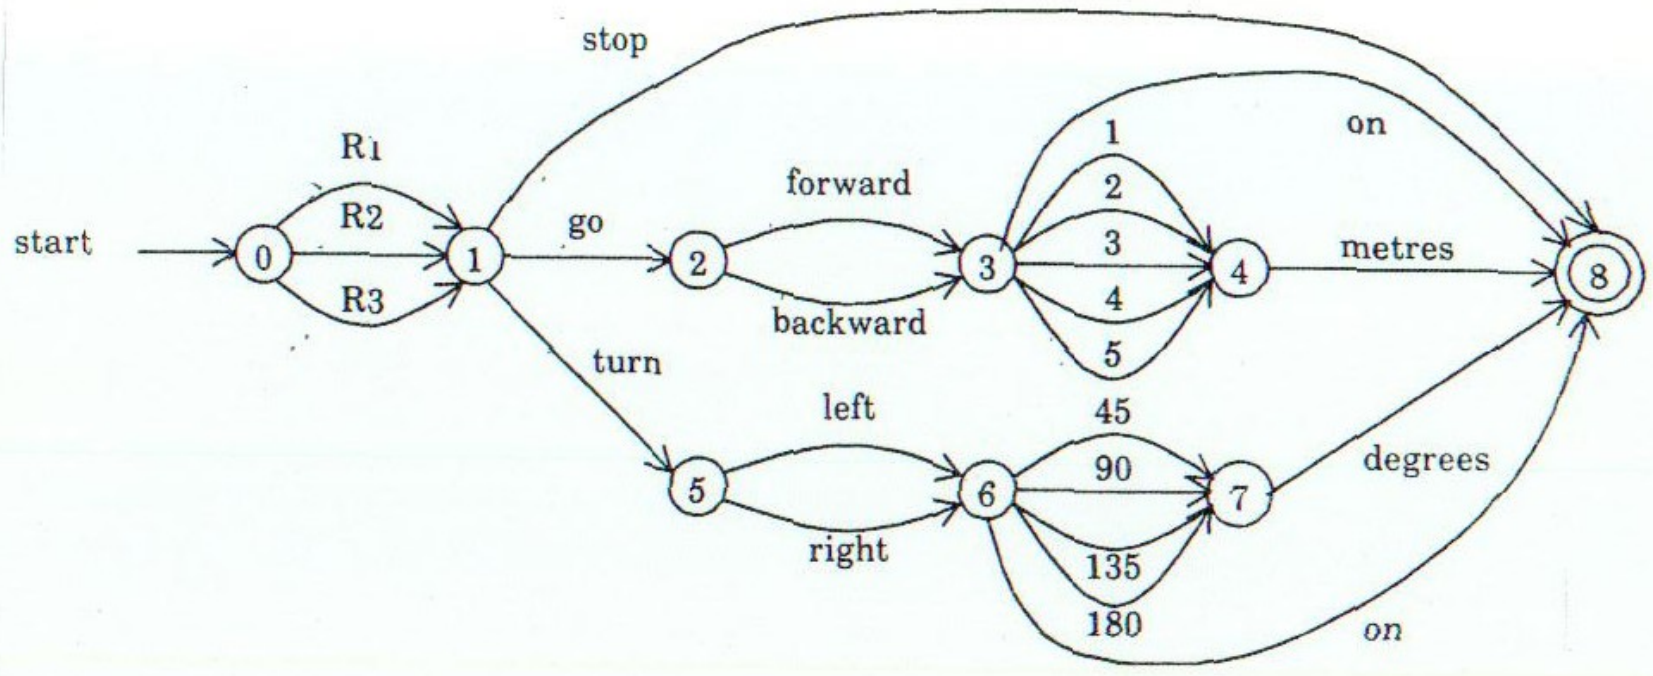 stop
on
R1
1
forward
2
R2
go
3
start
0
1
2
3
4
metres
8
R3
4
backward
5
turn
left
45
90
degrees
5
6
7
right
135
180
on